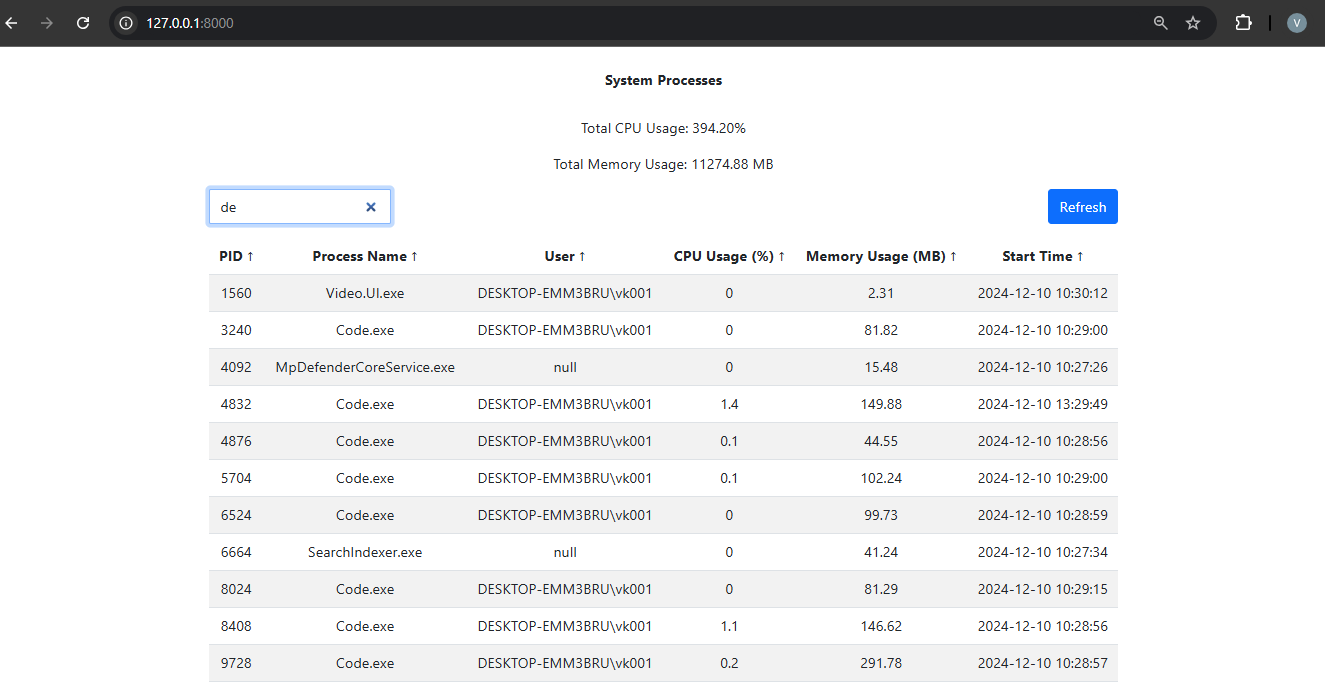 127.0.0.1:8000
V
System Processes
Total CPU Usage: 394.20%
Total Memory Usage: 11274.88 MB
de
Refresh
PID ↑ Process Name ↑ User ↑ CPU Usage (%) ↑ Memory Usage (MB) ↑ Start Time ↑
1560 Video.UI.exe DESKTOP-EMM3BRU\vk001 0 2.31 2024-12-10 10:30:12
3240 Code.exe DESKTOP-EMM3BRU\vk001 0 81.82 2024-12-10 10:29:00
4092 MpDefenderCoreService.exe null 0 15.48 2024-12-10 10:27:26
4832 Code.exe DESKTOP-EMM3BRU\vk001 1.4 149.88 2024-12-10 13:29:49
4876 Code.exe DESKTOP-EMM3BRU\vk001 0.1 44.55 2024-12-10 10:28:56
5704 Code.exe DESKTOP-EMM3BRU\vk001 0.1 102.24 2024-12-10 10:29:00
6524 Code.exe DESKTOP-EMM3BRU\vk001 0 99.73 2024-12-10 10:28:59
6664 SearchIndexer.exe null 0 41.24 2024-12-10 10:27:34
8024 Code.exe DESKTOP-EMM3BRU\vk001 0 81.29 2024-12-10 10:29:15
8408 Code.exe DESKTOP-EMM3BRU\vk001 1.1 146.62 2024-12-10 10:28:56
9728 Code.exe DESKTOP-EMM3BRU\vk001 0.2 291.78 2024-12-10 10:28:57